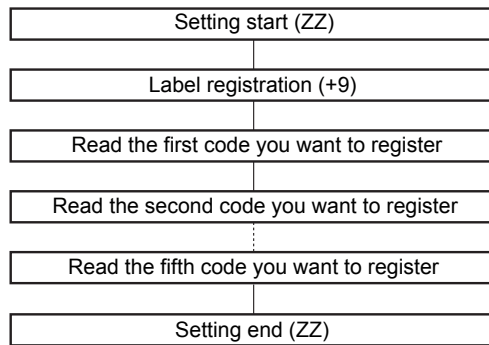 Setting start (ZZ)
Label registration (+9)
Read the first code you want to register
Read the second code you want to register
Read the fifth code you want to register
Setting end (ZZ)